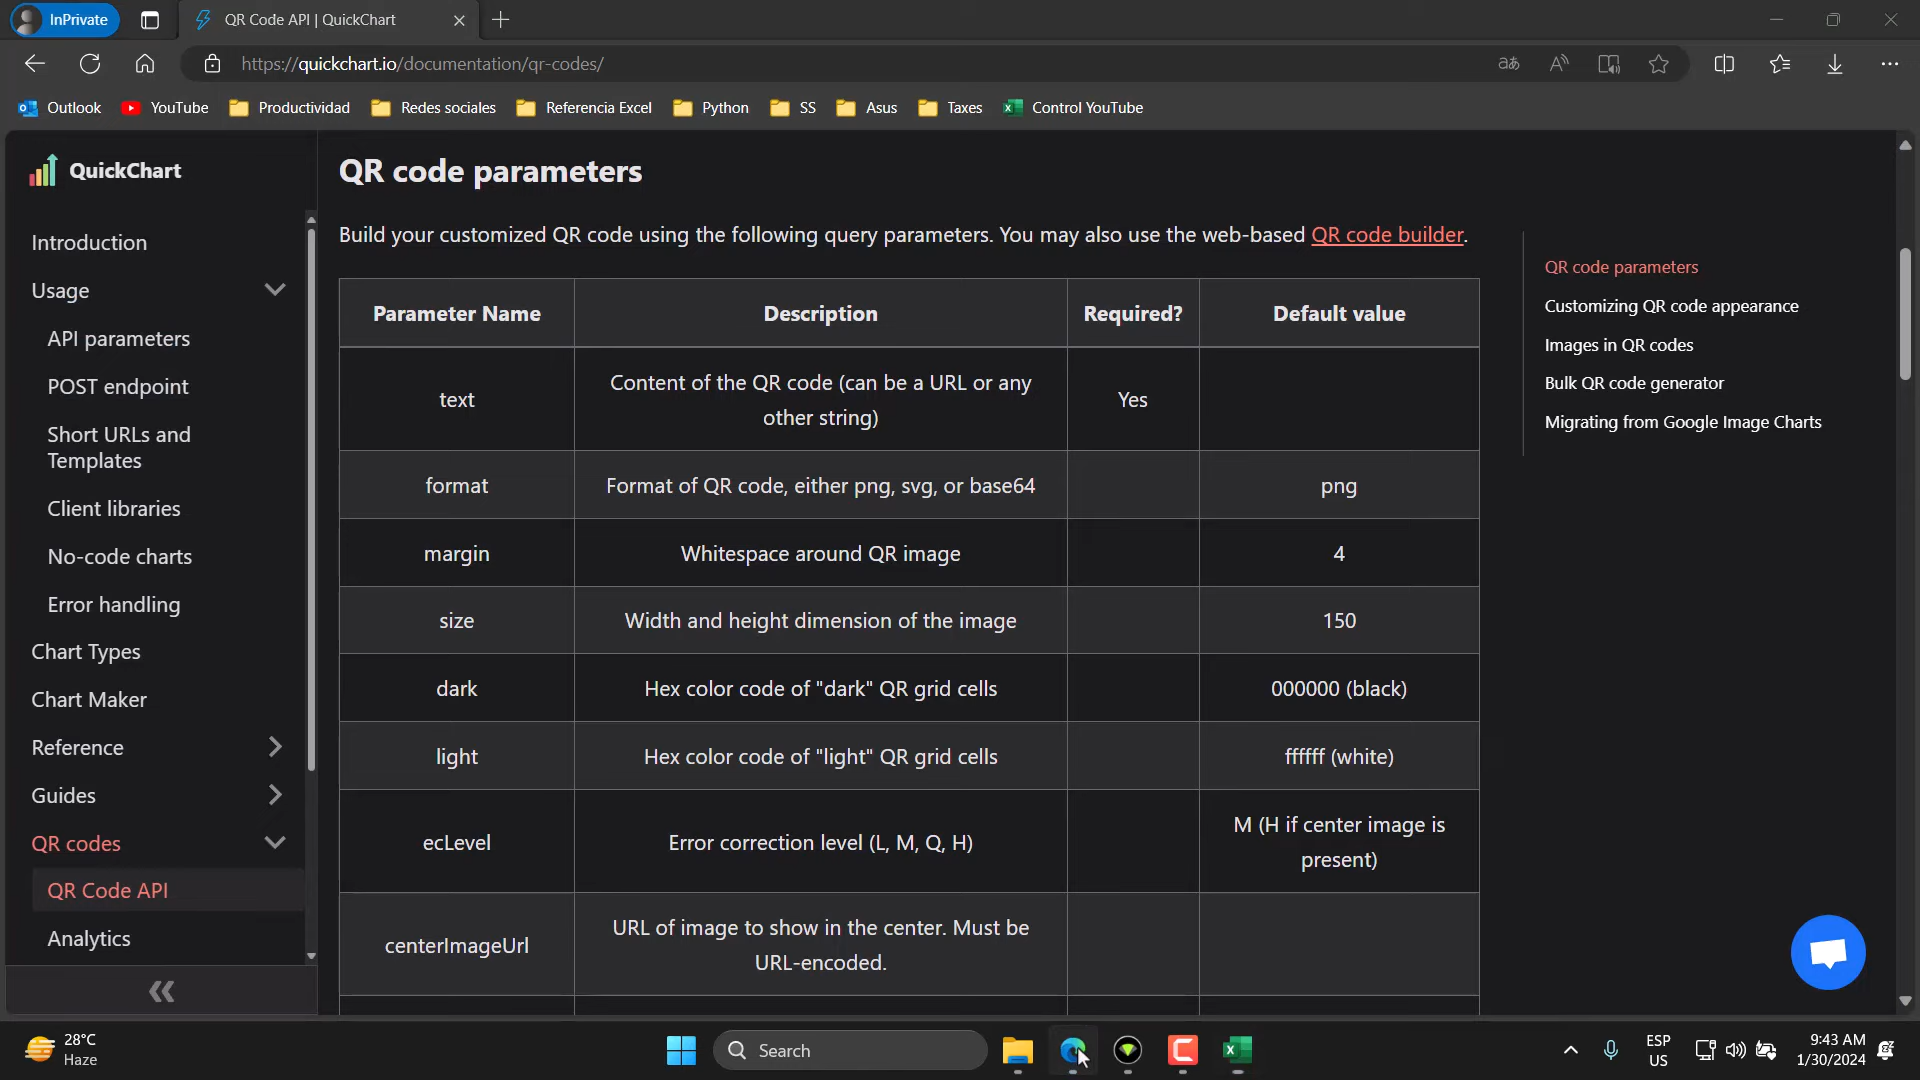 InPrivate
QR Code API | QuickChart
https://quickchart.io/documentation/qr-codes/
Outlook
YouTube
Productividad
Redes sociales
Referencia Excel
Python
SS
Asus
Taxes
Control YouTube
QuickChart
Introduction
Usage
API parameters
POST endpoint
Short URLs and
Templates
Client libraries
No-code charts
Error handling
Chart Types
Chart Maker
Reference
Guides
QR codes
QR Code API
Analytics
QR code parameters
Build your customized QR code using the following query parameters. You may also use the web-based QR code builder.
Parameter Name Description Required? Default value
text
Content of the QR code (can be a URL or any
other string)
Yes
format Format of QR code, either png, svg, or base64 png
margin Whitespace around QR image 4
size Width and height dimension of the image 150
dark Hex color code of "dark" QR grid cells 000000 (black)
light Hex color code of "light" QR grid cells ffffff (white)
ecLevel Error correction level (L, M, Q, H)
M (H if center image is
present)
centerImageUrl
URL of image to show in the center. Must be
URL-encoded.
QR code parameters
Customizing QR code appearance
Images in QR codes
Bulk QR code generator
Migrating from Google Image Charts
28°C
Haze
Search
ESP
US
9:43 AM
1/30/2024